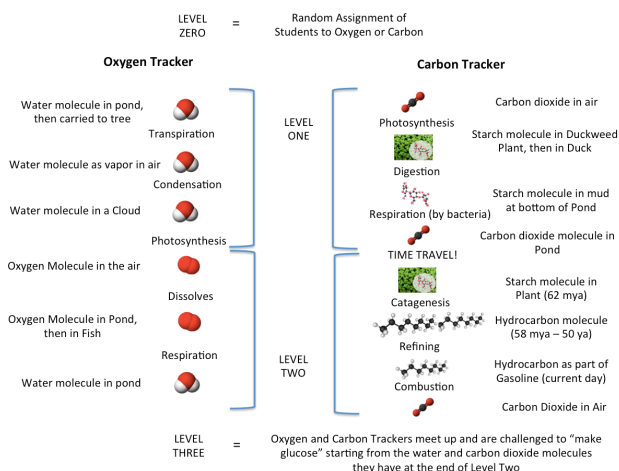 LEVEL
ZERO
=
Random Assignment of
Students to Oxygen or Carbon
Oxygen Tracker
Water molecule in pond,
then carried to tree
Transpiration
Water molecule as vapor in air
Condensation
Water molecule in a Cloud
Photosynthesis
Oxygen Molecule in the air
Dissolves
Oxygen Molecule in Pond,
then in Fish
Respiration
Water molecule in pond
LEVEL
ONE
LEVEL
TWO
Carbon Tracker
Carbon dioxide in air
Photosynthesis
Starch molecule in Duckweed
Plant, then in Duck
Digestion
Starch molecule in mud
at bottom of Pond
Respiration (by bacteria)
Carbon dioxide molecule in
Pond
TIME TRAVEL!
Starch molecule in
Plant (62 mya)
Catagenesis
Hydrocarbon molecule
(58 mya – 50 ya)
Refining
Hydrocarbon as part of
Gasoline (current day)
Combustion
Carbon Dioxide in Air
LEVEL
THREE
=
Oxygen and Carbon Trackers meet up and are challenged to “make
glucose” starting from the water and carbon dioxide molecules
they have at the end of Level Two